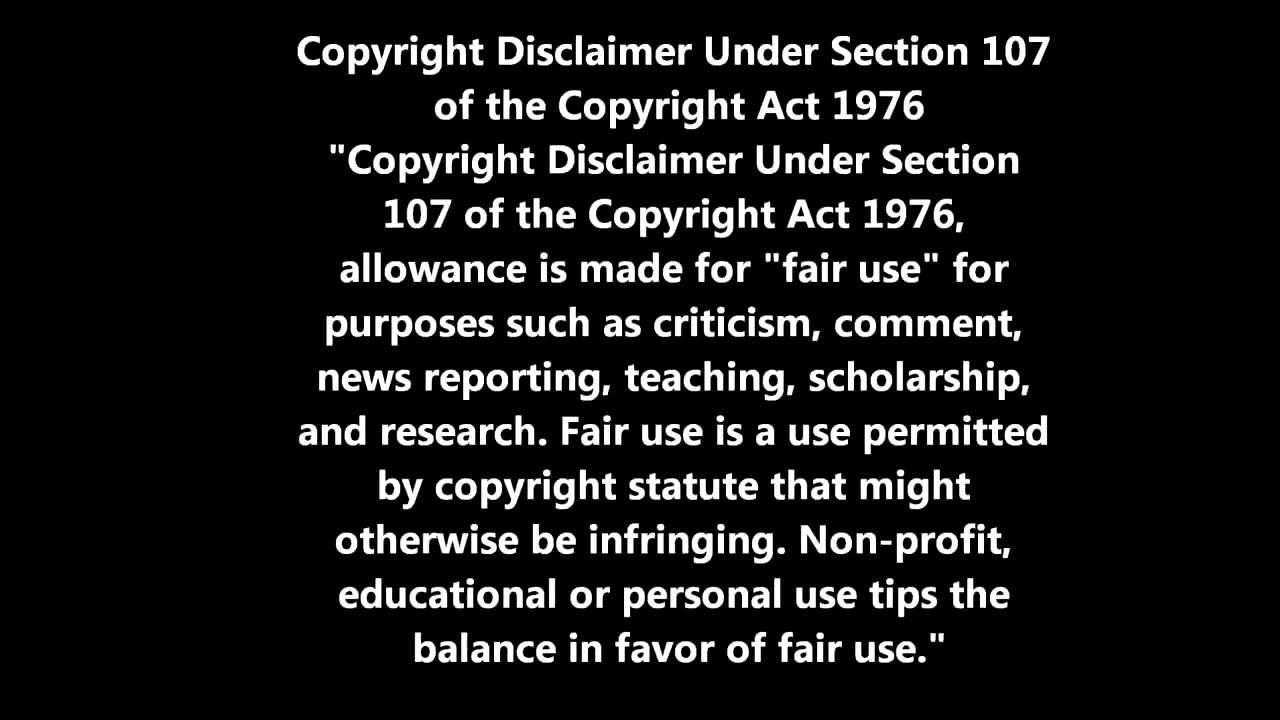 Copyright Disclaimer Under Section 107
of the Copyright Act 1976
"Copyright Disclaimer Under Section
107 of the Copyright Act 1976,
allowance is made for "fair use" for
purposes such as criticism, comment,
news reporting, teaching, scholarship,
and research. Fair use is a use permitted
by copyright statute that might
otherwise be infringing. Non-profit,
educational or personal use tips the
balance in favor of fair use."